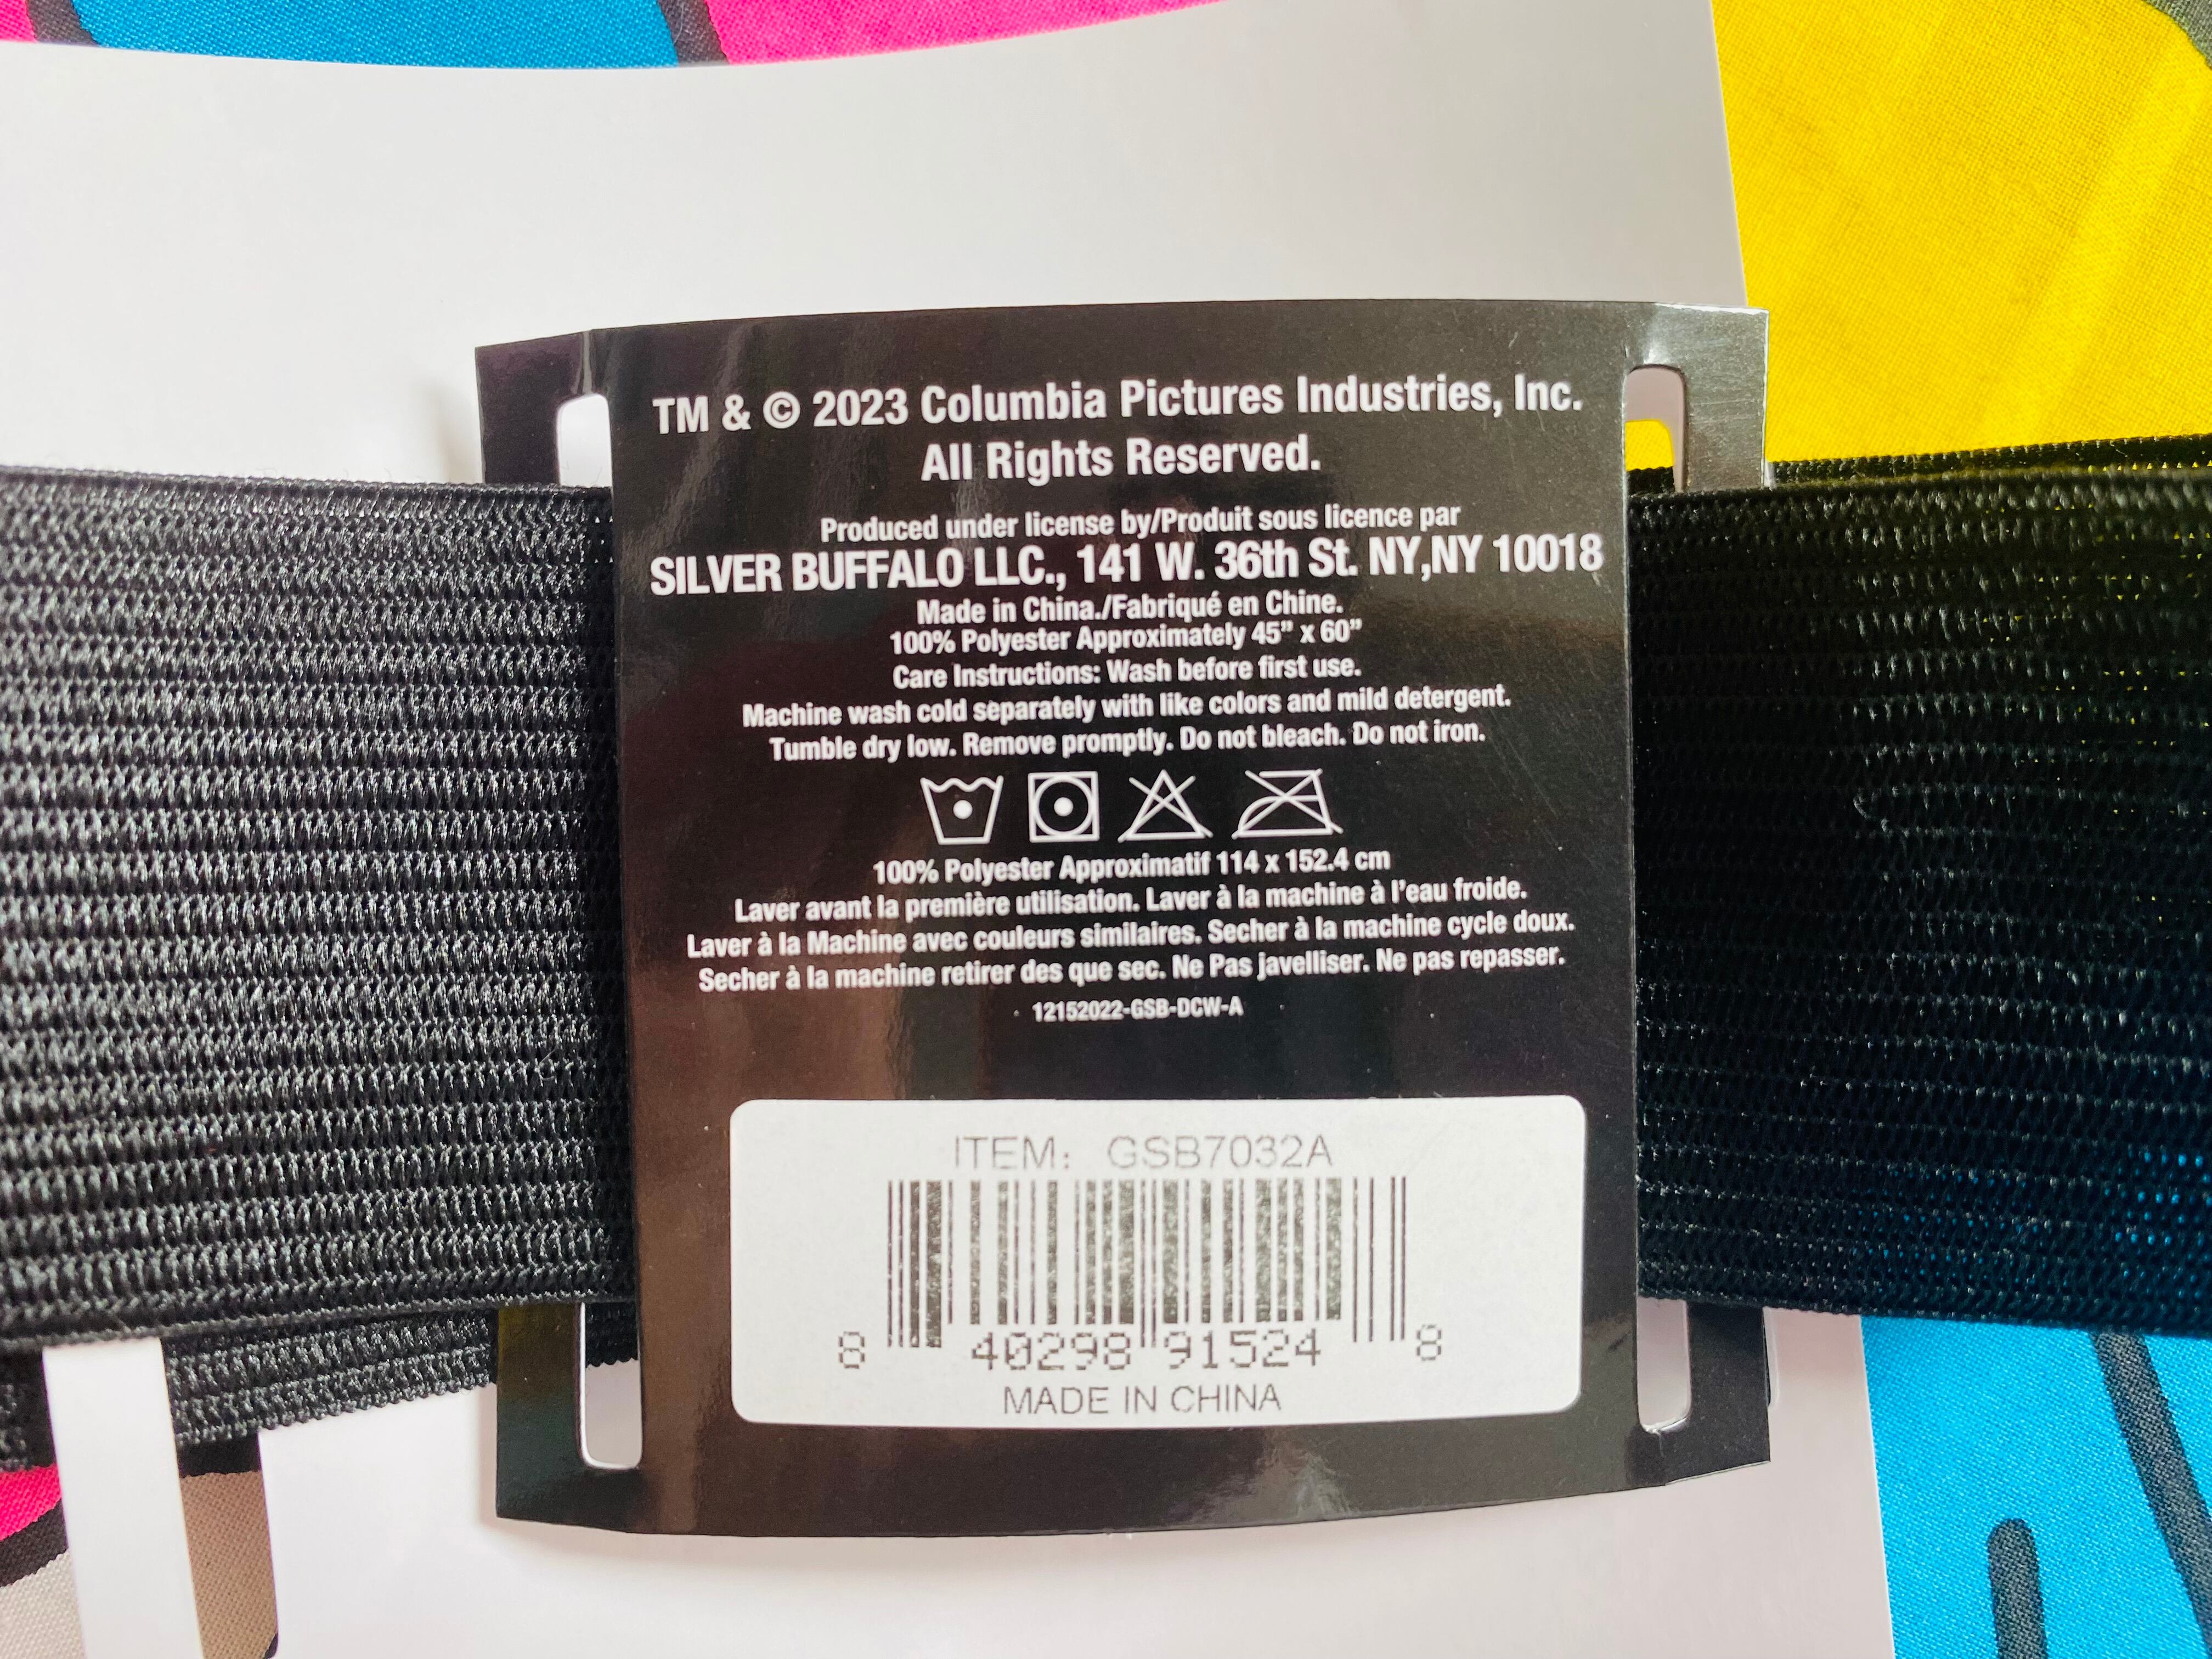 TM & © 2023 Columbia Pictures Industries, Inc.
All Rights Reserved.
Produced under license by/Produit sous licence par
SILVER BUFFALO LLC., 141 W. 36th St. NY,NY 10018
Made in China./Fabriqué en Chine.
100% Polyester Approximately 45” x 60”
Care Instructions: Wash before first use.
Machine wash cold separately with like colors and mild detergent.
Tumble dry low. Remove promptly. Do not bleach. Do not iron.
100% Polyester Approximatif 114 x 152.4 cm
Laver avant la première utilisation. Laver à la machine à l’eau froide.
Laver à la Machine avec couleurs similaires. Secher à la machine cycle doux.
Secher à la machine retirer des que sec. Ne Pas javelliser. Ne pas repasser.
12152022-GSB-DCW-A
ITEM: GSB7032A
8 40298 91524 8
MADE IN CHINA